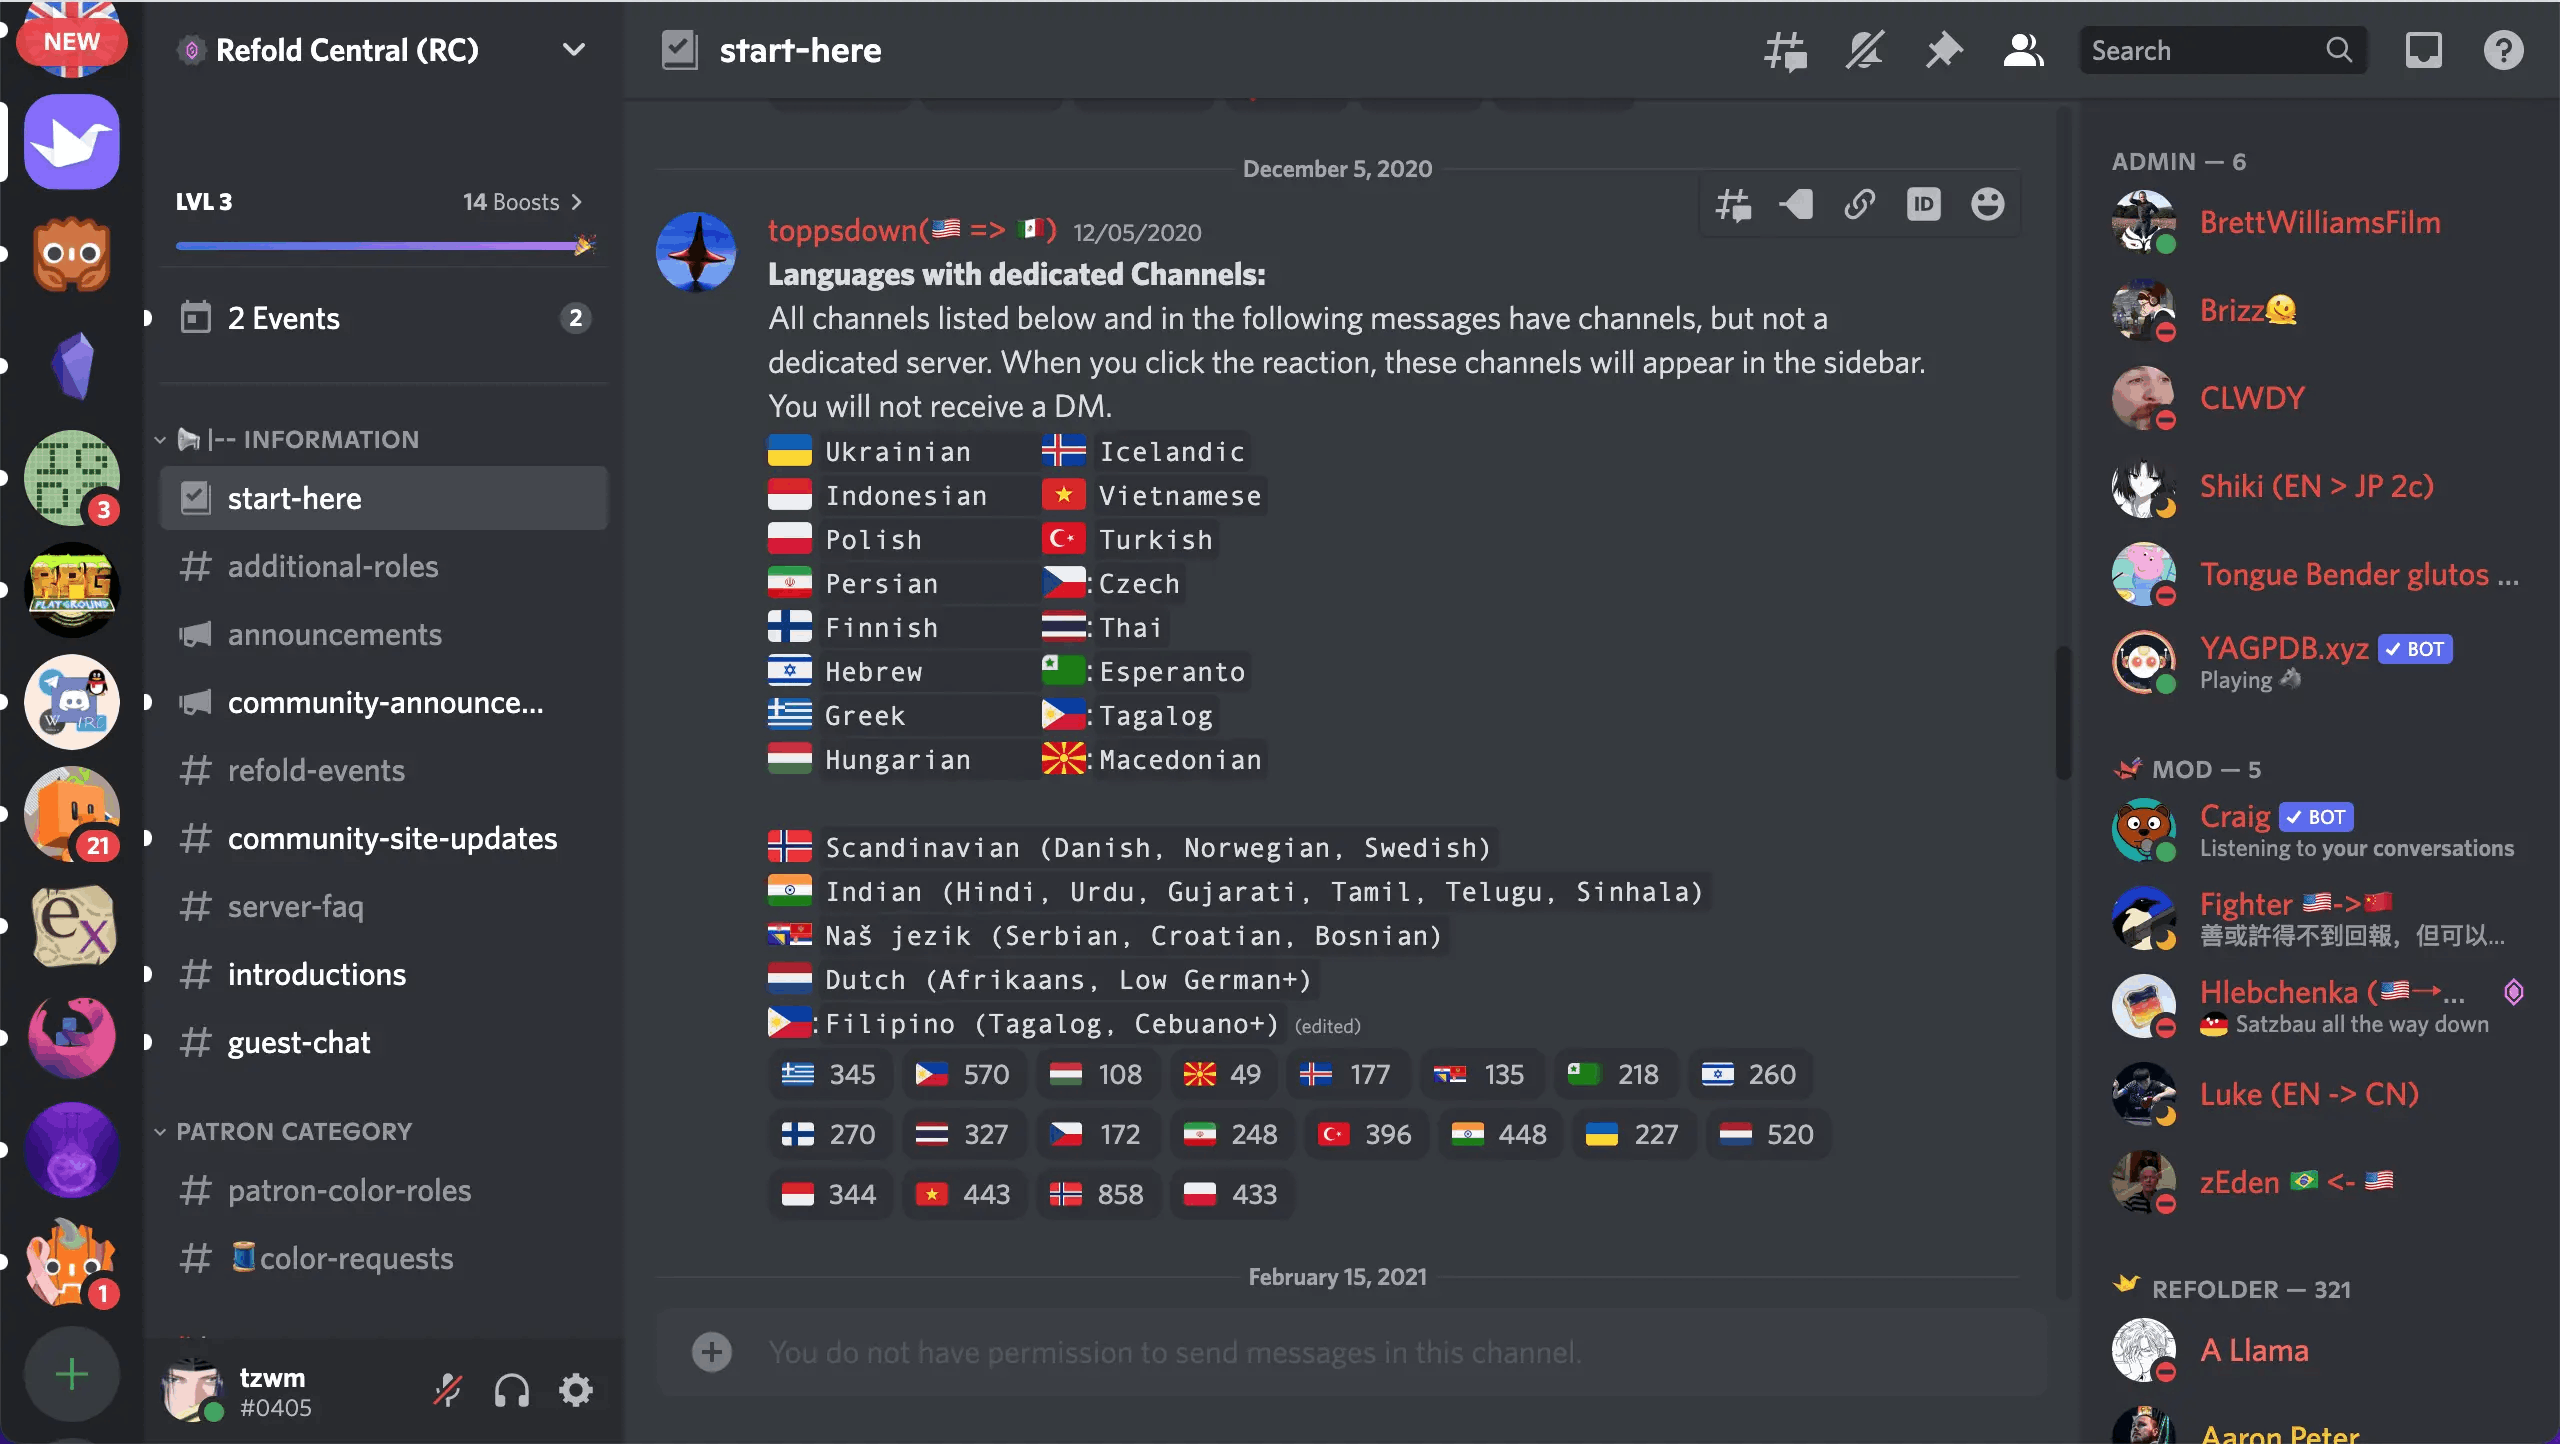 NEW
3
RPG
PLAYGROUND
W
IRC
21
ex
1
Refold Central (RC)
LVL 3
14 Boosts
2 Events
2
|-- INFORMATION
start-here
additional-roles
announcements
community-announce...
refold-events
community-site-updates
server-faq
introductions
guest-chat
PATRON CATEGORY
patron-color-roles
color-requests
tzwm
#0405
start-here
Search
December 5, 2020
toppsdown(🇺🇸 => 🇲🇽) 12/05/2020
ID
Languages with dedicated Channels:
All channels listed below and in the following messages have channels, but not a
dedicated server. When you click the reaction, these channels will appear in the sidebar.
You will not receive a DM.
Ukrainian Icelandic
Indonesian Vietnamese
Polish Turkish
Persian :Czech
Finnish :Thai
Hebrew :Esperanto
Greek :Tagalog
Hungarian :Macedonian
Scandinavian (Danish, Norwegian, Swedish)
Indian (Hindi, Urdu, Gujarati, Tamil, Telugu, Sinhala)
Naš jezik (Serbian, Croatian, Bosnian)
Dutch (Afrikaans, Low German+)
:Filipino (Tagalog, Cebuano+) (edited)
345 570 108 49 177 135 218 260
270 327 172 248 396 448 227 520
344 443 858 433
February 15, 2021
You do not have permission to send messages in this channel.
ADMIN — 6
BrettWilliamsFilm
Brizz
CLWDY
Shiki (EN > JP 2c)
Tongue Bender glutos ...
YAGPDB.xyz BOT
Playing
MOD — 5
Craig BOT
Listening to your conversations
Fighter 🇺🇸->🇨🇳
善或許得不到回報，但可以...
Hlebchenka (🇺🇸→...
Satzbau all the way down
Luke (EN -> CN)
zEden 🇧🇷 <- 🇺🇸
REFOLDER — 321
A Llama
Aaron Peter